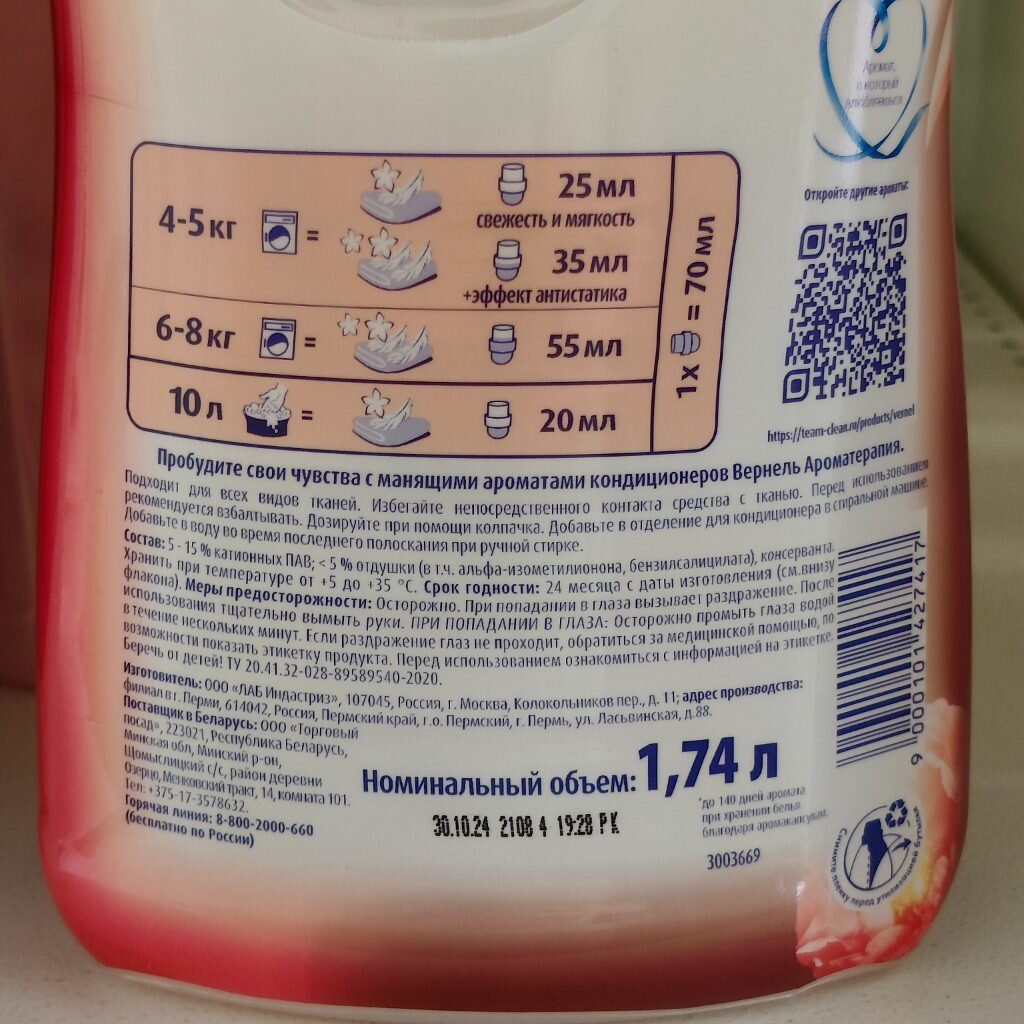 Аромат,
в который
влюбляешься
Откройте другие ароматы:
4-5 кг = 25 мл
свежесть и мягкость
35 мл
+эффект антистатика
6-8 кг = 55 мл
10 л = 20 мл
1x = 70 мл
https://team-clean.ru/products/vernel
Пробудите свои чувства с манящими ароматами кондиционеров Вернель Ароматерапия.
Подходит для всех видов тканей. Избегайте непосредственного контакта средства с тканью. Перед использованием
рекомендуется взбалтывать. Дозируйте при помощи колпачка. Добавьте в отделение для кондиционера в стиральной машине.
Добавьте в воду во время последнего полоскания при ручной стирке.
Состав: 5 - 15 % катионных ПАВ; < 5 % отдушки (в т.ч. альфа-изометилионона, бензилсалицилата), консерванта.
Хранить при температуре от +5 до +35 °C. Срок годности: 24 месяца с даты изготовления (см.внизу
флакона). Меры предосторожности: Осторожно. При попадании в глаза вызывает раздражение. После
использования тщательно вымыть руки. ПРИ ПОПАДАНИИ В ГЛАЗА: Осторожно промыть глаза водой
в течение нескольких минут. Если раздражение глаз не проходит, обратиться за медицинской помощью, по
возможности показать этикетку продукта. Перед использованием ознакомиться с информацией на этикетке.
Беречь от детей! ТУ 20.41.32-028-89589540-2020.
Изготовитель: ООО «ЛАБ Индастриз», 107045, Россия, г. Москва, Колокольников пер., д. 11; адрес производства:
филиал в г. Перми, 614042, Россия, Пермский край, г.о. Пермский, г. Пермь, ул. Ласьвинская, д.88.
Поставщик в Беларусь: ООО «Торговый
посад», 223021, Республика Беларусь,
Минская обл, Минский р-он,
Щомыслицкий с/с, район деревни
Озерцо, Менковский тракт, 14, комната 101.
Тел: +375-17-3578632.
Горячая линия: 8-800-2000-660
(бесплатно по России)
Номинальный объем: 1,74 л
30.10.24 2108 4 19:28 РК
*до 140 дней аромата
при хранении белья
благодаря аромакапсулам.
3003669
9 000101 427417
Снимите пленку перед утилизацией бутылки